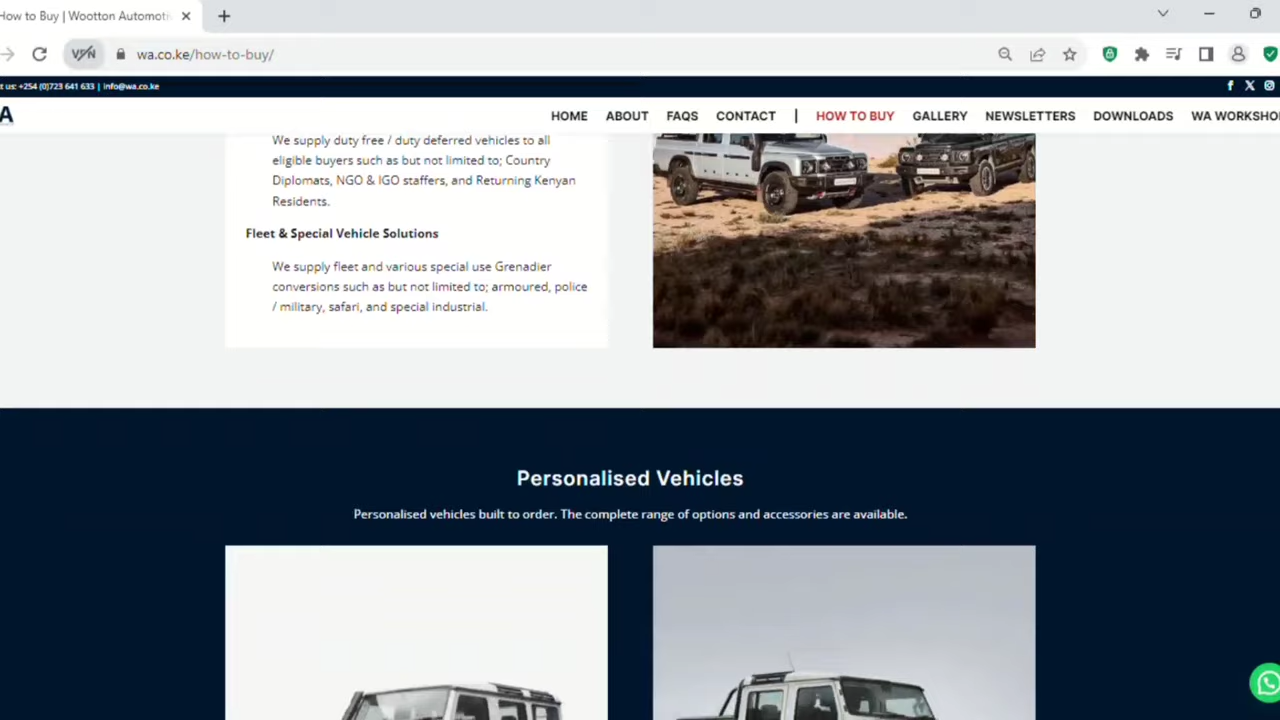 How to Buy | Wootton Automoti
VPN
wa.co.ke/how-to-buy/
t us: +254 (0)723 641 633 | info@wa.co.ke
A
HOME ABOUT FAQS CONTACT | HOW TO BUY GALLERY NEWSLETTERS DOWNLOADS WA WORKSHO
We supply duty free / duty deferred vehicles to all
eligible buyers such as but not limited to; Country
Diplomats, NGO & IGO staffers, and Returning Kenyan
Residents.
Fleet & Special Vehicle Solutions
We supply fleet and various special use Grenadier
conversions such as but not limited to; armoured, police
/ military, safari, and special industrial.
Personalised Vehicles
Personalised vehicles built to order. The complete range of options and accessories are available.